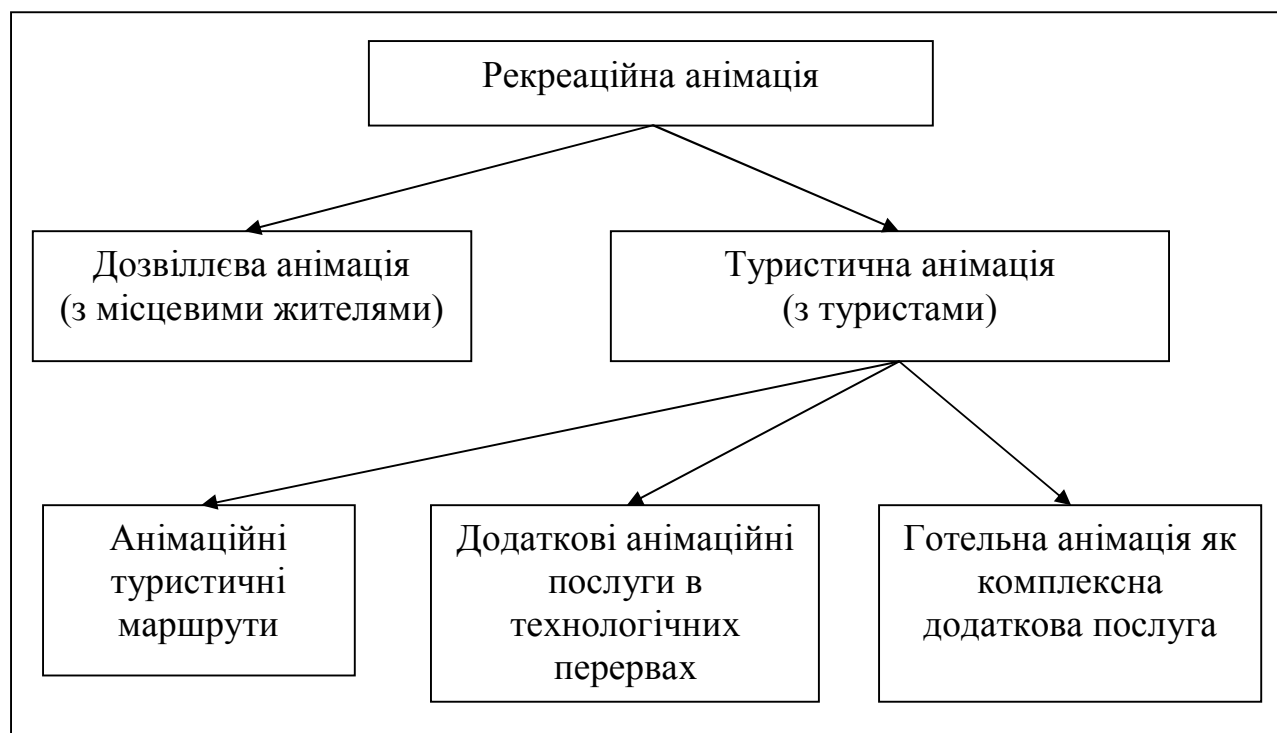 Рекреаційна анімація
Дозвіллєва анімація
(з місцевими жителями)
Туристична анімація
(з туристами)
Анімаційні
туристичні
маршрути
Додаткові анімаційні
послуги в
технологічних
перервах
Готельна анімація як
комплексна
додаткова послуга